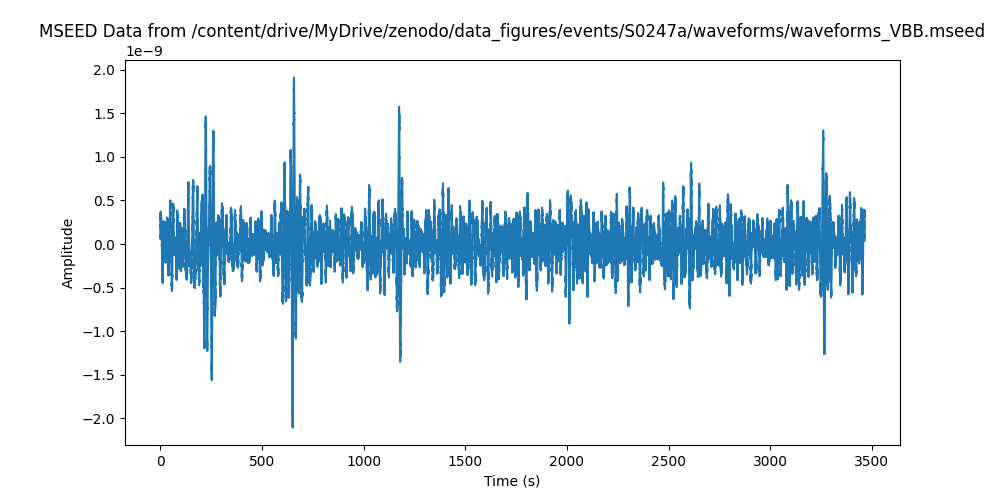 MSEED Data from /content/drive/MyDrive/zenodo/data_figures/events/S0247a/waveforms/waveforms_VBB.mseed
1e−9
2.0
1.5
1.0
0.5
0.0
−0.5
−1.0
−1.5
−2.0
Amplitude
0 500 1000 1500 2000 2500 3000 3500
Time (s)